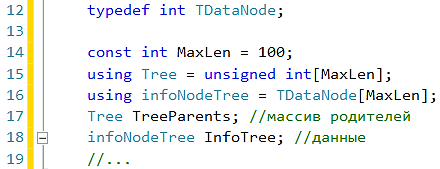 12 typedef int TDataNode;
13
14 const int MaxLen = 100;
15 using Tree = unsigned int[MaxLen];
16 using infoNodeTree = TDataNode[MaxLen];
17 Tree TreeParents; //массив родителей
18 infoNodeTree InfoTree; //данные
19 //...